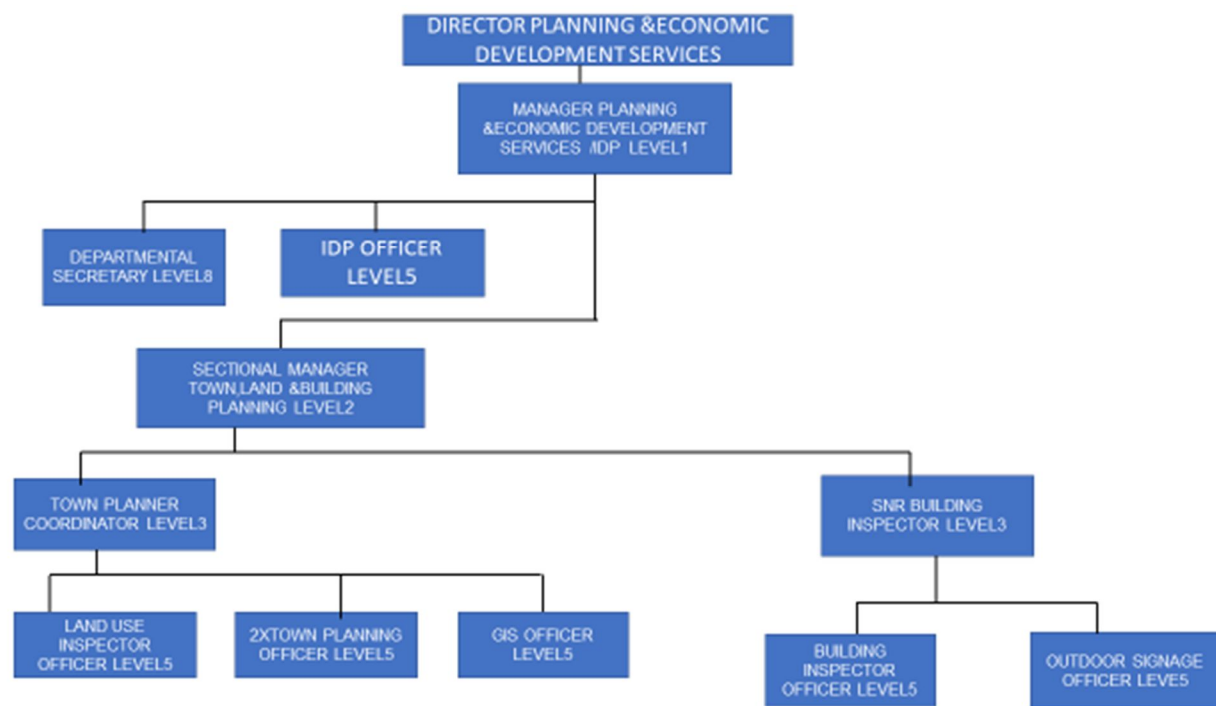 DIRECTOR PLANNING &ECONOMIC
DEVELOPMENT SERVICES
MANAGER PLANNING
&ECONOMIC DEVELOPMENT
SERVICES /IDP LEVEL1
DEPARTMENTAL
SECRETARY LEVEL8
IDP OFFICER
LEVEL5
SECTIONAL MANAGER
TOWN,LAND &BUILDING
PLANNING LEVEL2
TOWN PLANNER
COORDINATOR LEVEL3
SNR BUILDING
INSPECTOR LEVEL3
LAND USE
INSPECTOR
OFFICER LEVEL5
2XTOWN PLANNING
OFFICER LEVEL5
GIS OFFICER
LEVEL5
BUILDING
INSPECTOR
OFFICER LEVEL5
OUTDOOR SIGNAGE
OFFICER LEVE5